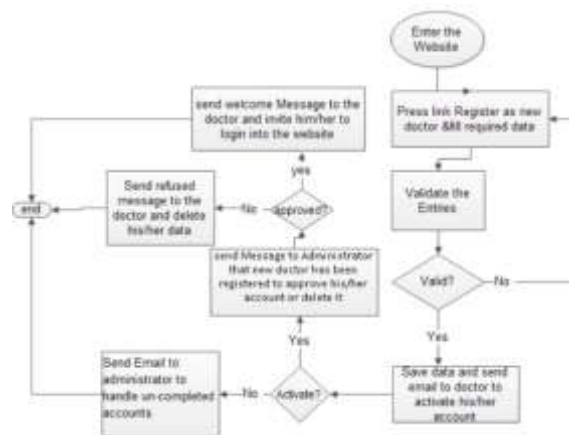 Enter the
Website
Press link Register as new
doctor &fill required data
Validate the
Entries
Valid?
No
Yes
Save data and send
email to doctor to
activate his/her
account
Activate?
No
Send Email to
administrator to
handle un-completed
accounts
Yes
send Message to Administrator
that new doctor has been
registered to approve his/her
account or delete it
approved?
No
Send refused
message to the
doctor and delete
his/her data
yes
send welcome Message to the
doctor and invite him/her to
login into the website
end